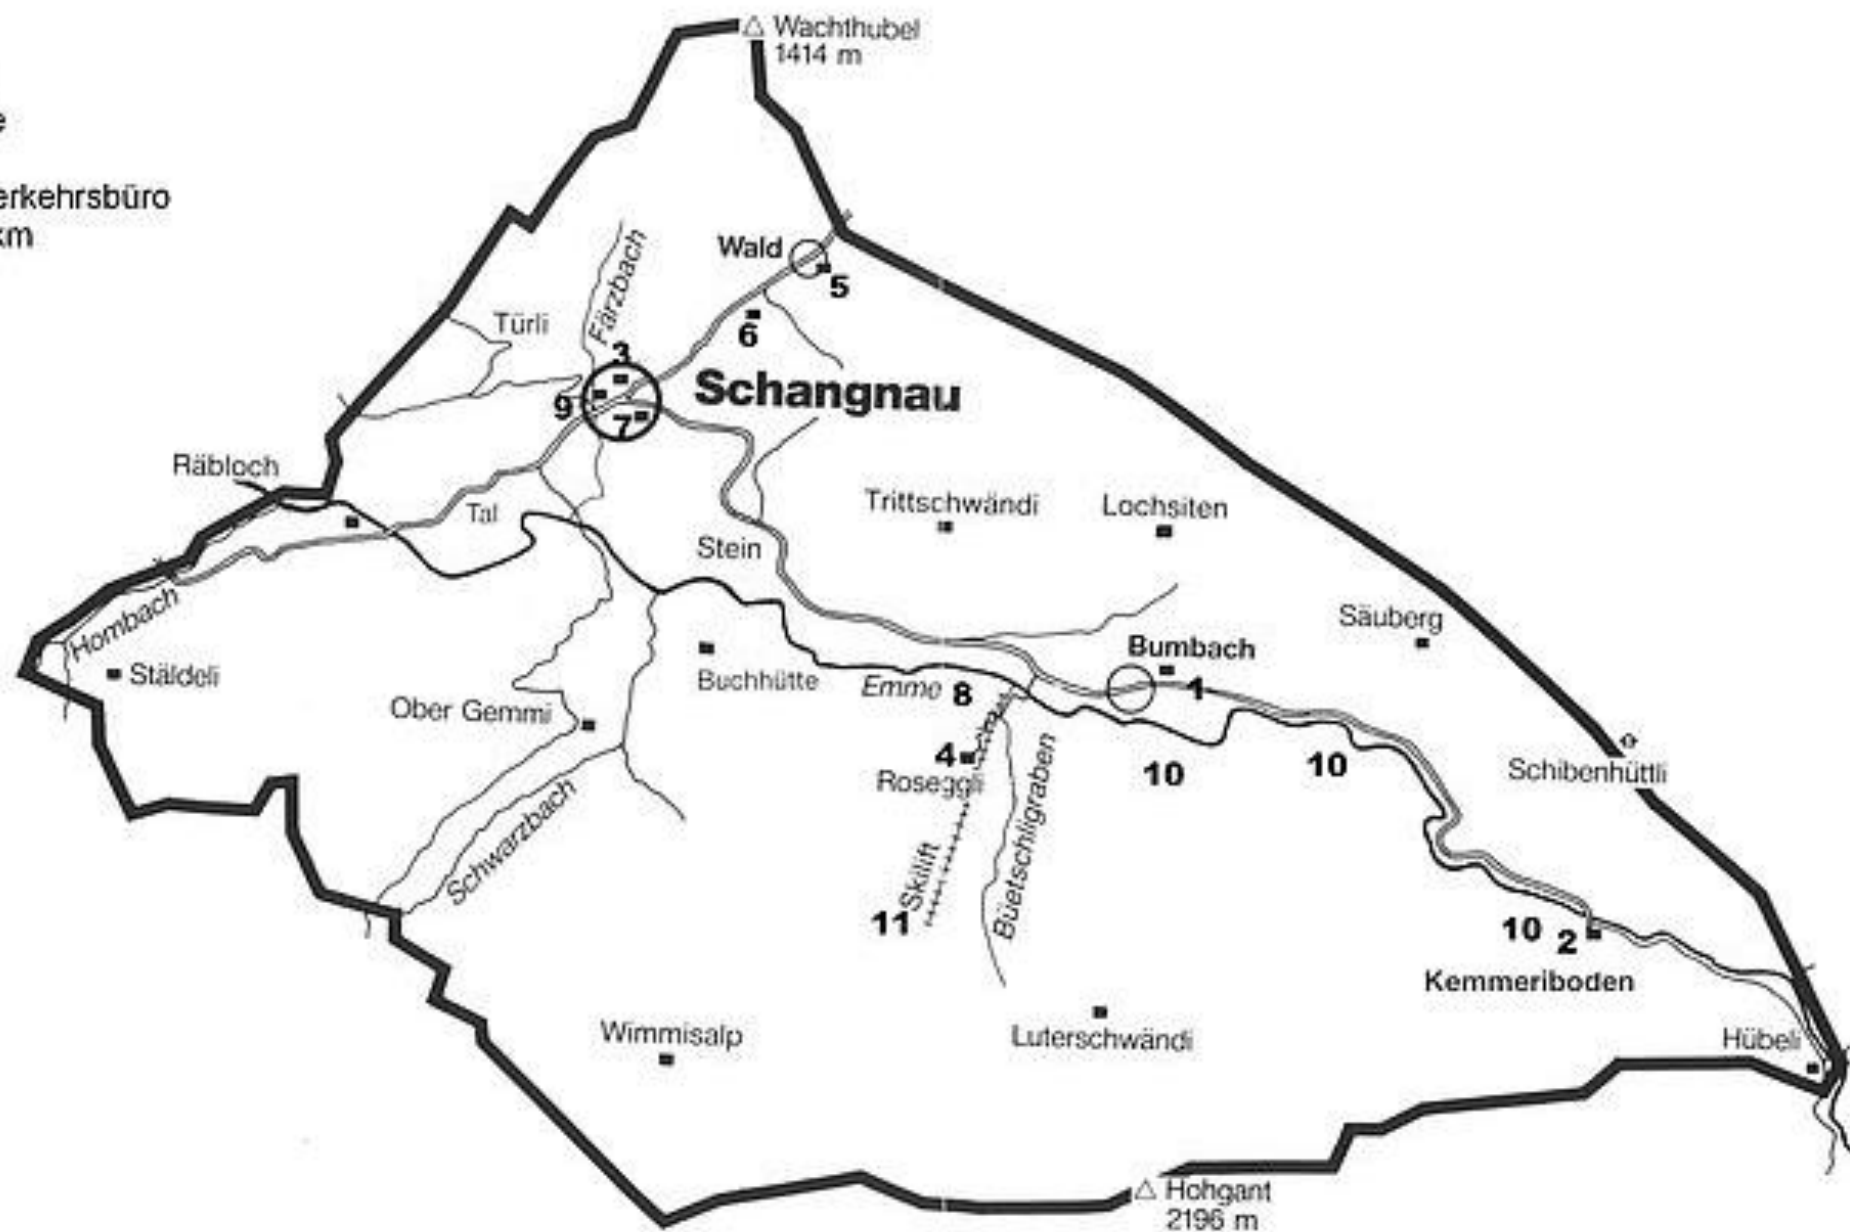 Wachthubel
1414 m
e
erkehrsbüro
km
Wald
5
Färzbach
Türli
6
3
Schangnau
9
7
Räbloch
Tal
Trittschwändi
Lochsiten
Stein
Hornbach
Säuberg
Stäldeli
Bumbach
Buchhütte
Emme
8
1
Ober Gemmi
4
Roseggli
10
10
Schibenhüttli
Schwarzbach
Skilift
Büetschligraben
11
10
2
Kemmeriboden
Wimmisalp
Luterschwändi
Hübeli
Hohgant
2196 m